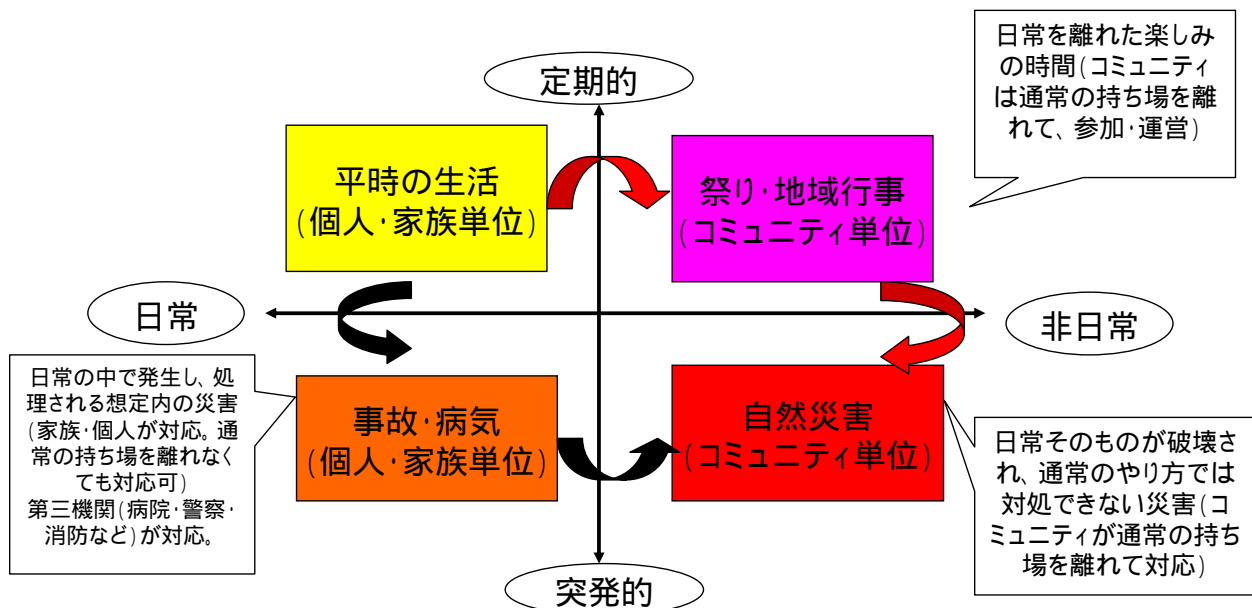 定期的
日常を離れた楽しみ
の時間(コミュニティ
は通常の持ち場を離
れて、参加・運営)
平時の生活
(個人・家族単位)
祭り・地域行事
(コミュニティ単位)
日常
非日常
日常の中で発生し、処
理される想定内の災害
(家族・個人が対応。通
常の持ち場を離れなく
ても対応可)
第三機関(病院・警察・
消防など)が対応。
事故・病気
(個人・家族単位)
自然災害
(コミュニティ単位)
日常そのものが破壊さ
れ、通常のやり方では
対処できない災害(コ
ミュニティが通常の持ち
場を離れて対応)
突発的